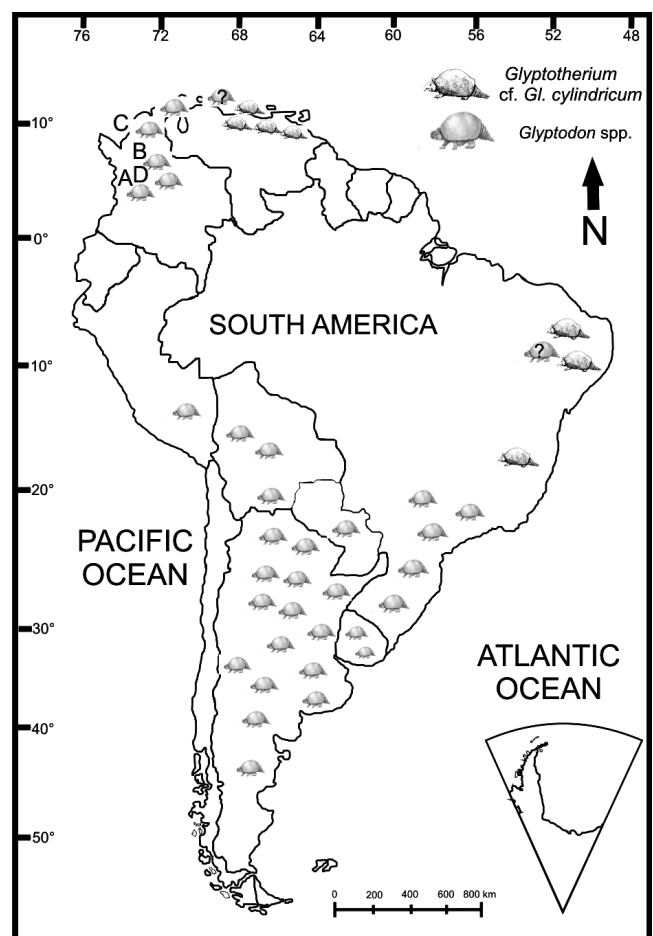 76 72 68 64 60 56 52 48
Glyptotherium
cf. Gl. cylindricum
Glyptodon spp.
N
?
C
10°
B
A D
0°
SOUTH AMERICA
?
10°
20°
PACIFIC
OCEAN
30°
ATLANTIC
OCEAN
40°
50°
0 200 400 600 800 km